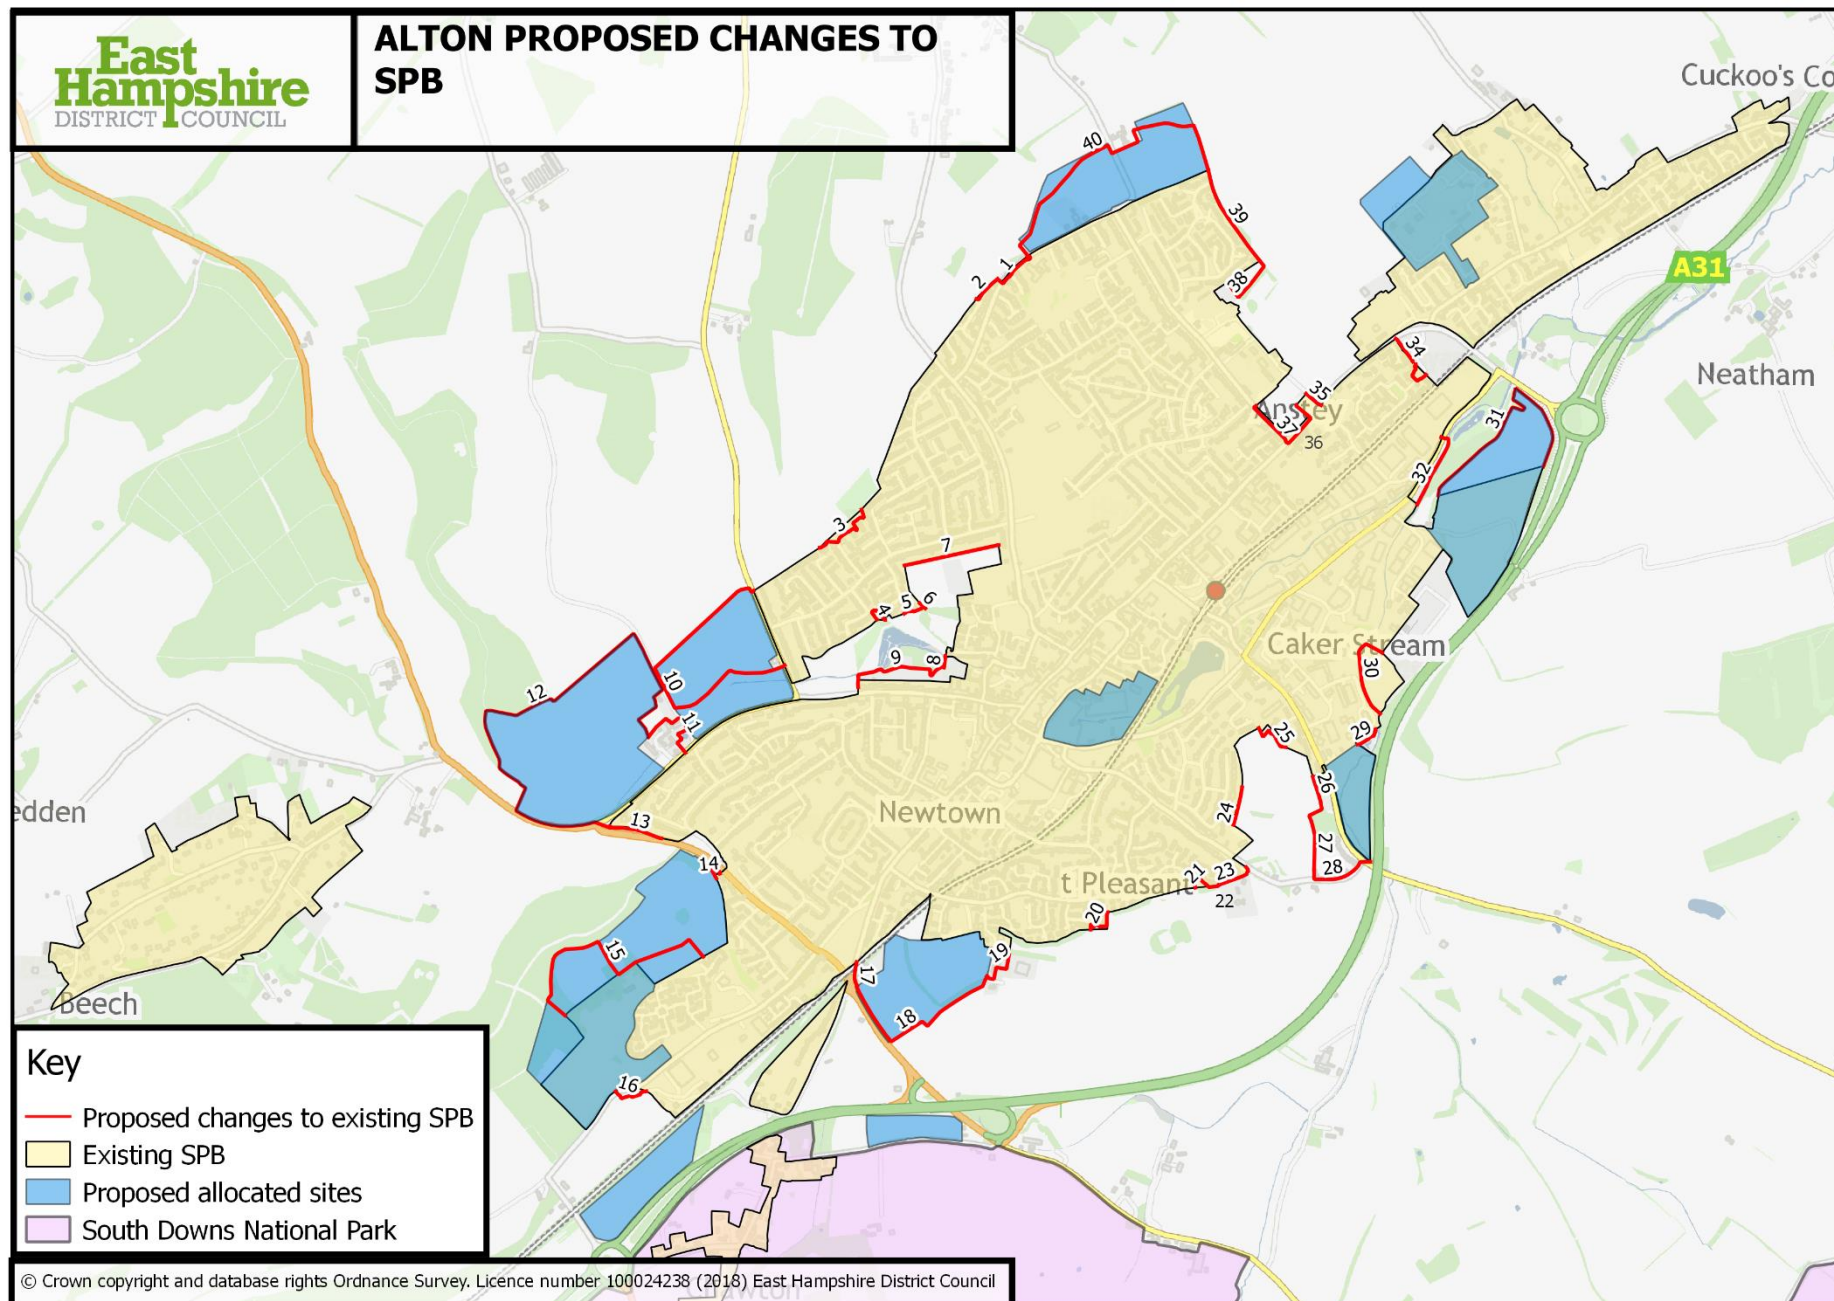 East
Hampshire
DISTRICT COUNCIL
ALTON PROPOSED CHANGES TO
SPB
Cuckoo's Co
A31
Neatham
40
39
38
1
2
34
35
Anstey
37
36
31
32
3
7
5
6
4
9
8
Caker Stream
30
10
12
11
25
29
26
edden
13
Newtown
24
27
14
28
21
23
t Pleasant
22
20
15
19
17
18
Beech
16
Key
Proposed changes to existing SPB
Existing SPB
Proposed allocated sites
South Downs National Park
© Crown copyright and database rights Ordnance Survey. Licence number 100024238 (2018) East Hampshire District Council